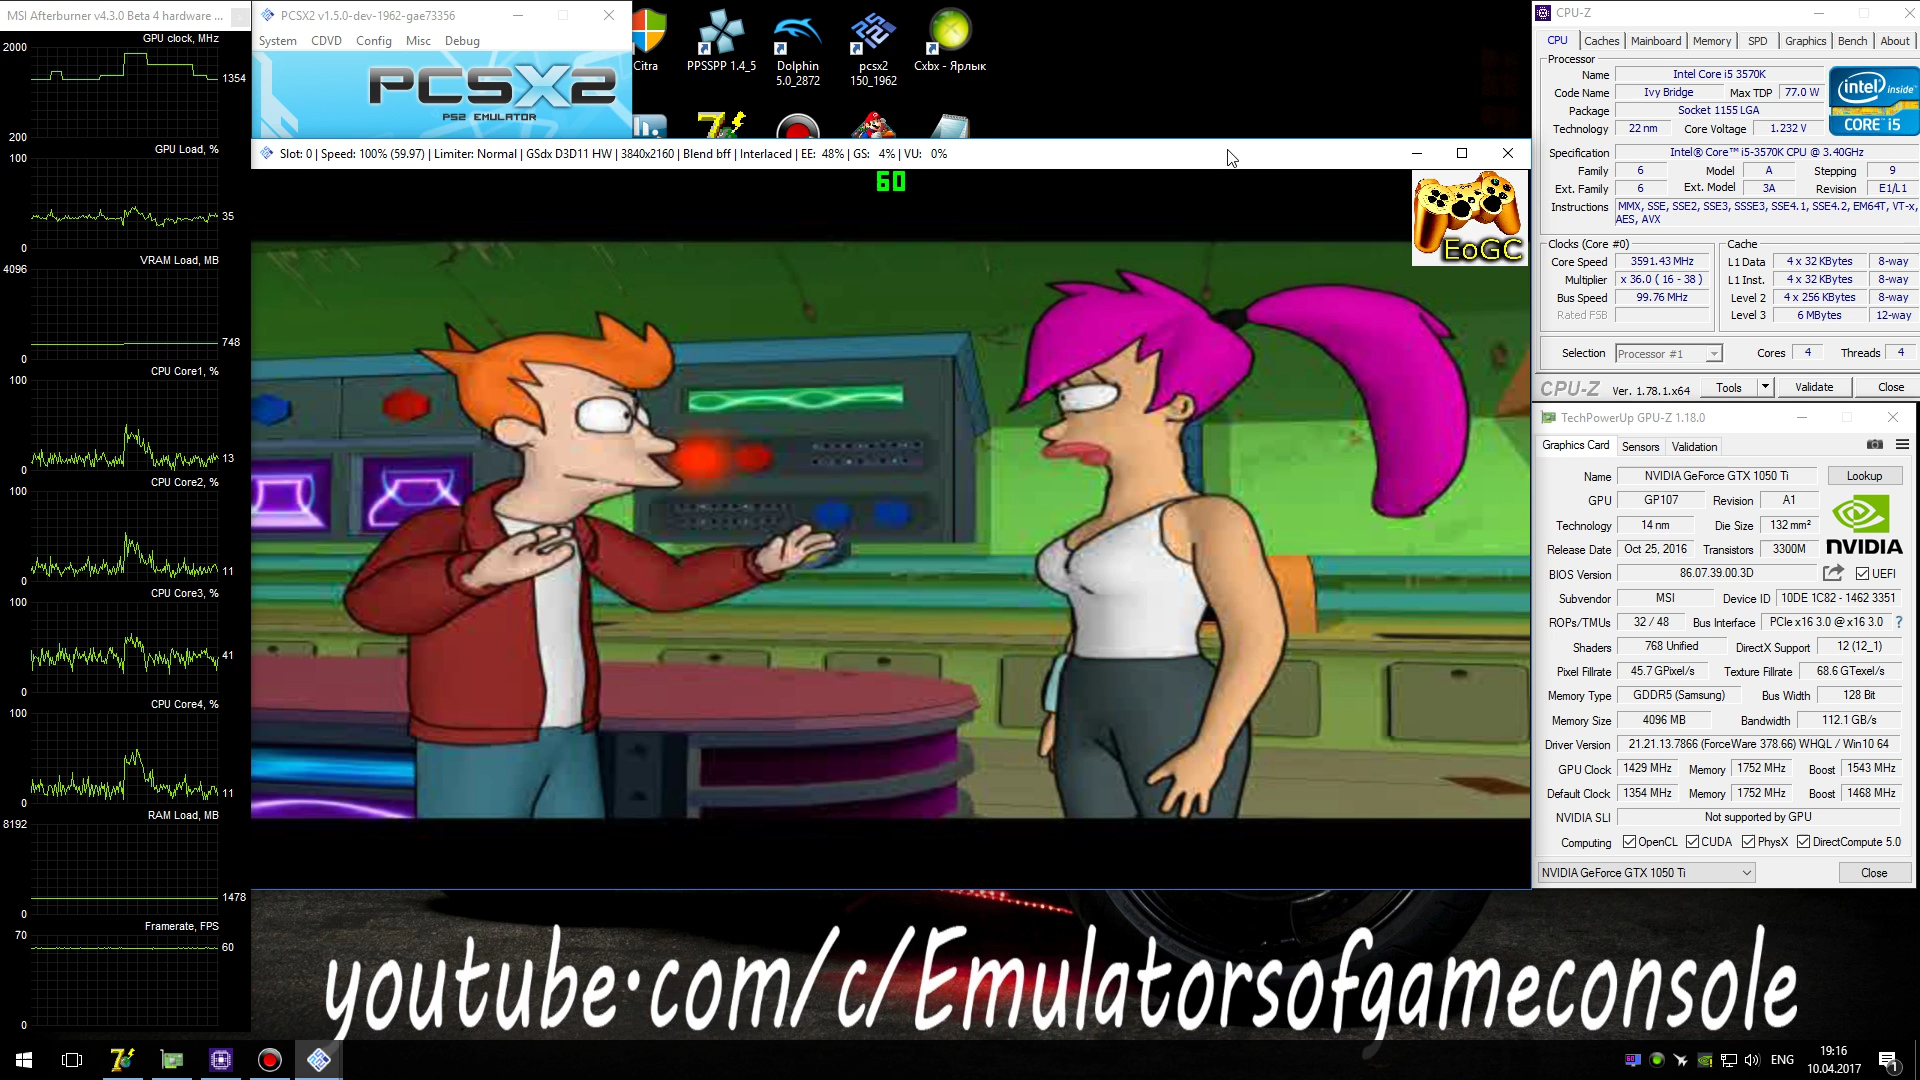 MSI Afterburner v4.3.0 Beta 4 hardware ...
GPU clock, MHz
2000
1354
200
GPU Load, %
100
35
0
VRAM Load, MB
4096
748
0
CPU Core1, %
100
13
0
CPU Core2, %
100
11
0
CPU Core3, %
100
41
0
CPU Core4, %
100
11
0
RAM Load, MB
8192
1478
0
Framerate, FPS
70
60
0
PCSX2 v1.5.0-dev-1962-gae73356
System CDVD Config Misc Debug
PCSX2
PS2 EMULATOR
Citra
PPSSPP 1.4_5
Dolphin
5.0_2872
pcsx2
150_1962
Cxbx - Ярлык
Slot: 0 | Speed: 100% (59.97) | Limiter: Normal | GSdx D3D11 HW | 3840x2160 | Blend bff | Interlaced | EE: 48% | GS: 4% | VU: 0%
60
EoGC
CPU-Z
CPU Caches Mainboard Memory SPD Graphics Bench About
Processor
Name Intel Core i5 3570K
Code Name Ivy Bridge Max TDP 77.0 W
Package Socket 1155 LGA
Technology 22 nm Core Voltage 1.232 V
intel inside
CORE i5
Specification Intel® Core™ i5-3570K CPU @ 3.40GHz
Family 6 Model A Stepping 9
Ext. Family 6 Ext. Model 3A Revision E1/L1
Instructions MMX, SSE, SSE2, SSE3, SSSE3, SSE4.1, SSE4.2, EM64T, VT-x,
AES, AVX
Clocks (Core #0)
Core Speed 3591.43 MHz
Multiplier x 36.0 ( 16 - 38 )
Bus Speed 99.76 MHz
Rated FSB
Cache
L1 Data 4 x 32 KBytes 8-way
L1 Inst. 4 x 32 KBytes 8-way
Level 2 4 x 256 KBytes 8-way
Level 3 6 MBytes 12-way
Selection Processor #1 Cores 4 Threads 4
CPU-Z Ver. 1.78.1.x64 Tools Validate Close
TechPowerUp GPU-Z 1.18.0
Graphics Card Sensors Validation
Name NVIDIA GeForce GTX 1050 Ti Lookup
GPU GP107 Revision A1
Technology 14 nm Die Size 132 mm²
Release Date Oct 25, 2016 Transistors 3300M
NVIDIA
BIOS Version 86.07.39.00.3D UEFI
Subvendor MSI Device ID 10DE 1C82 - 1462 3351
ROPs/TMUs 32 / 48 Bus Interface PCIe x16 3.0 @ x16 3.0 ?
Shaders 768 Unified DirectX Support 12 (12_1)
Pixel Fillrate 45.7 GPixel/s Texture Fillrate 68.6 GTexel/s
Memory Type GDDR5 (Samsung) Bus Width 128 Bit
Memory Size 4096 MB Bandwidth 112.1 GB/s
Driver Version 21.21.13.7866 (ForceWare 378.66) WHQL / Win10 64
GPU Clock 1429 MHz Memory 1752 MHz Boost 1543 MHz
Default Clock 1354 MHz Memory 1752 MHz Boost 1468 MHz
NVIDIA SLI Not supported by GPU
Computing OpenCL CUDA PhysX DirectCompute 5.0
NVIDIA GeForce GTX 1050 Ti Close
youtube.com/c/Emulatorsofgameconsole
ENG
19:16
10.04.2017
1